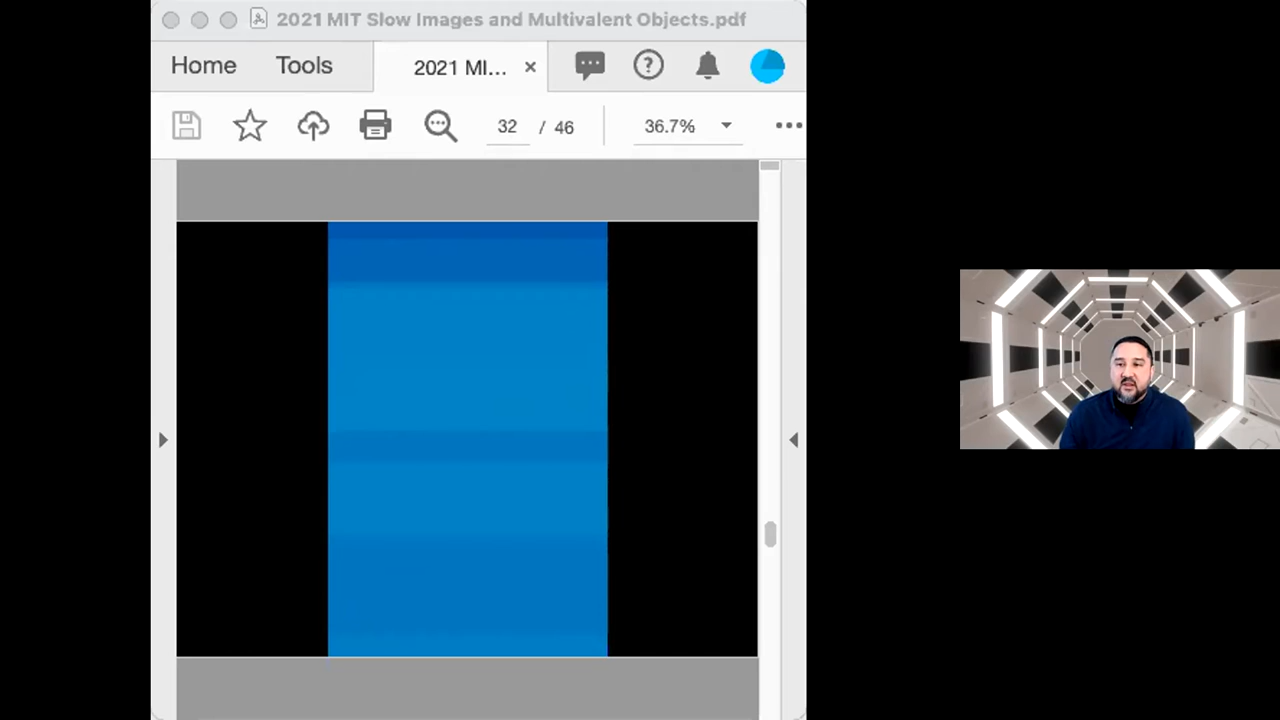 2021 MIT Slow Images and Multivalent Objects.pdf
Home Tools 2021 MI... ×
32 / 46 36.7%